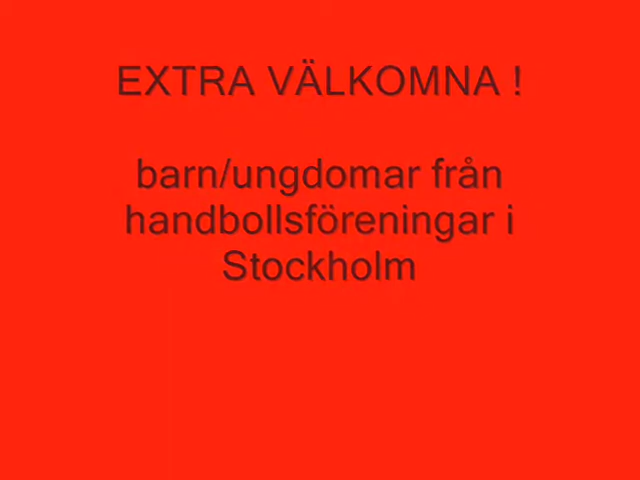 EXTRA VÄLKOMNA !
barn/ungdomar från
handbollsföreningar i
Stockholm